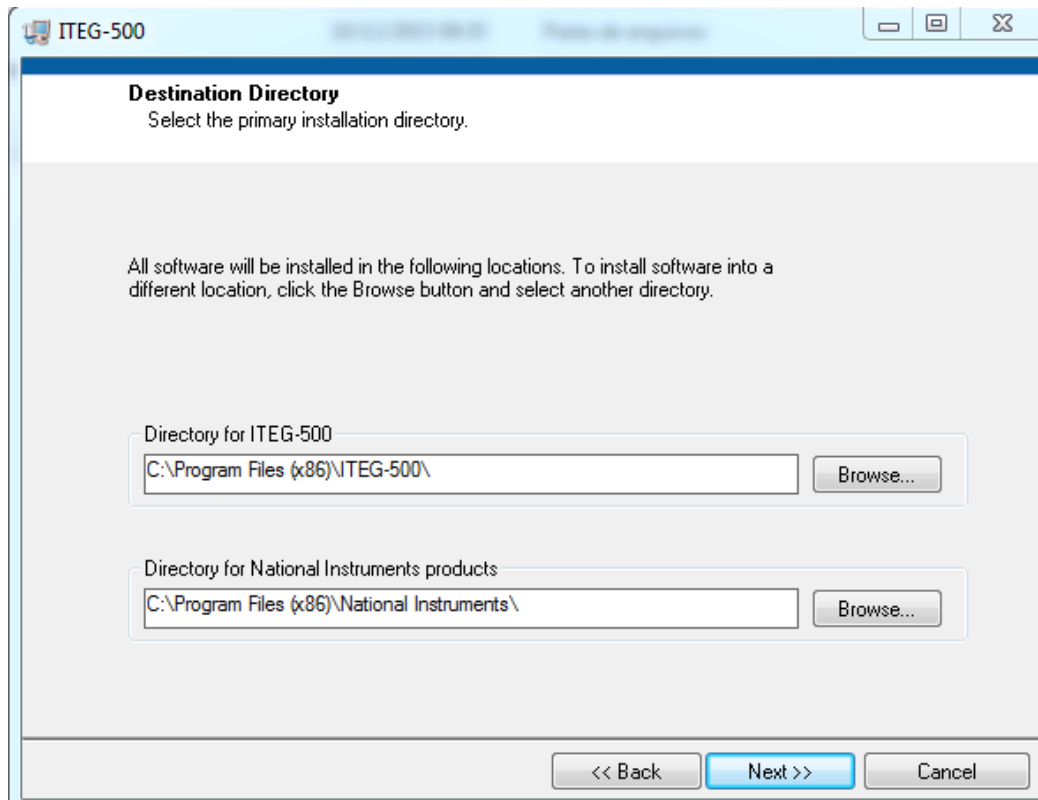 ITEG-500
Destination Directory
Select the primary installation directory.
All software will be installed in the following locations. To install software into a
different location, click the Browse button and select another directory.
Directory for ITEG-500
C:\Program Files (x86)\ITEG-500\
Browse...
Directory for National Instruments products
C:\Program Files (x86)\National Instruments\
Browse...
<< Back
Next >>
Cancel